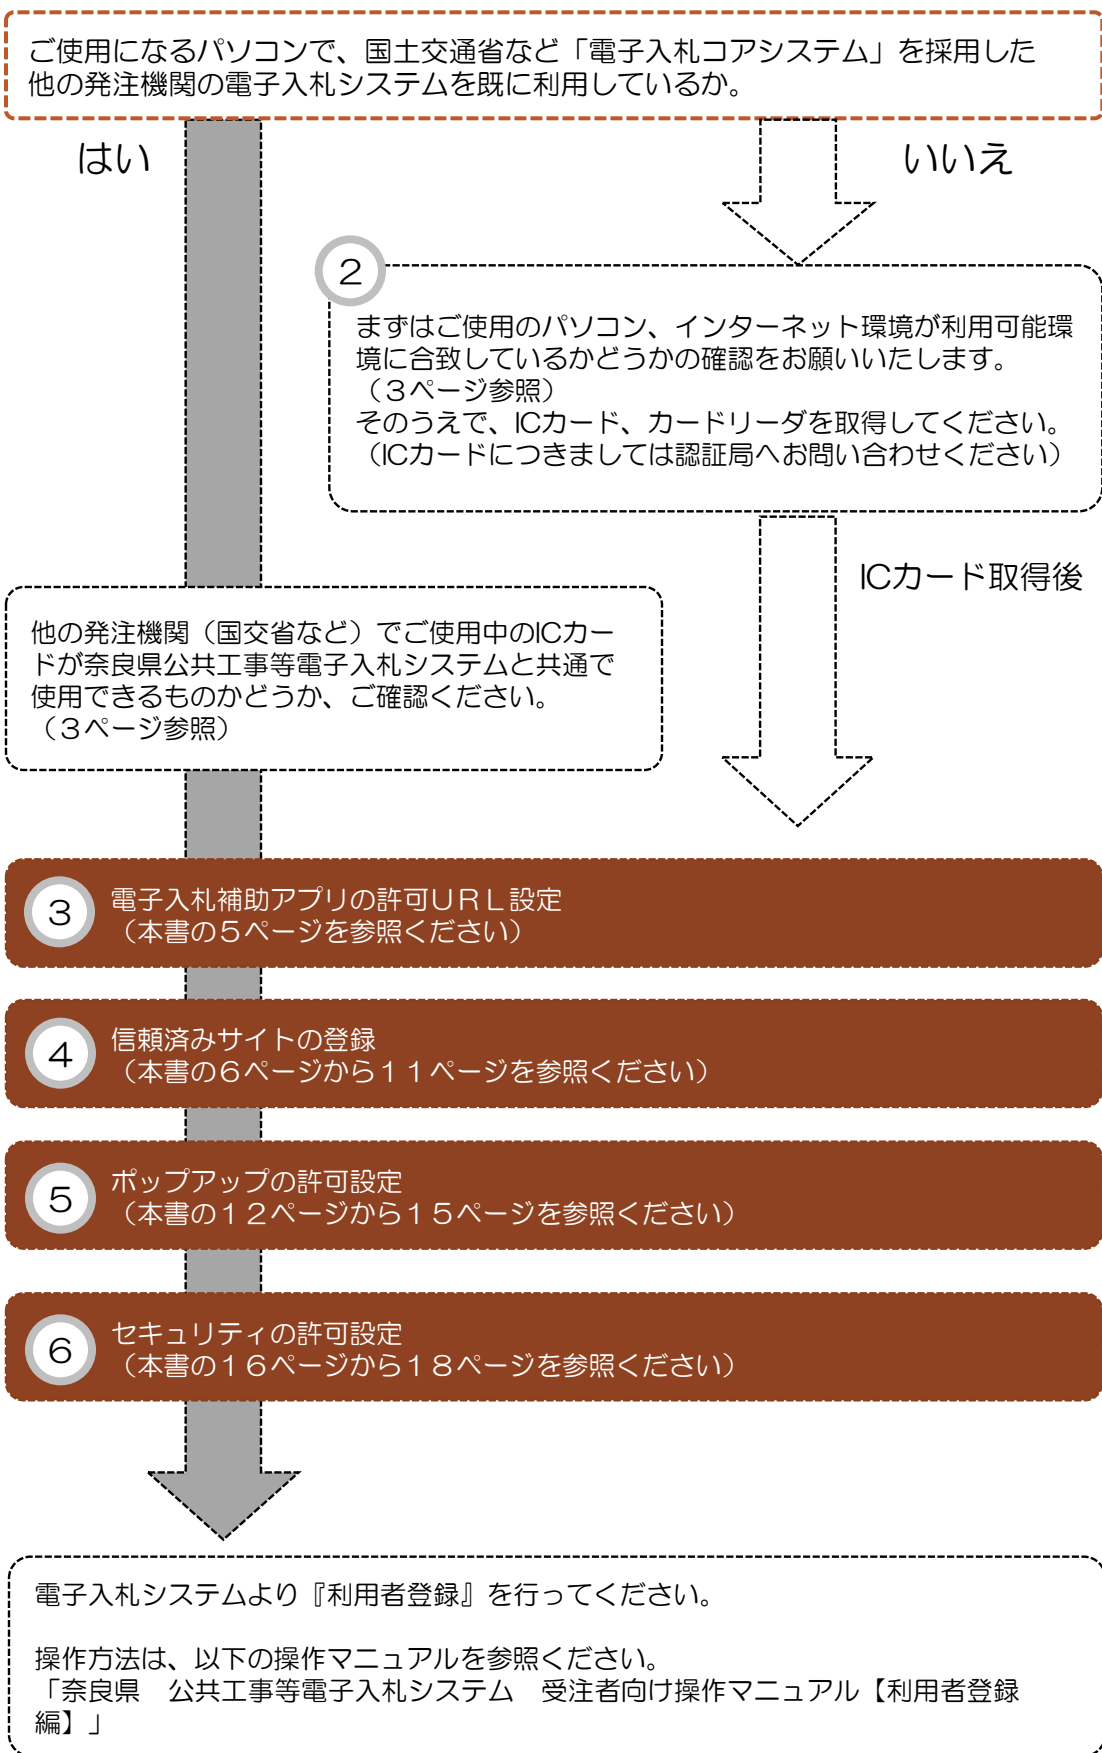 ご使用になるパソコンで、国土交通省など「電子入札コアシステム」を採用した
他の発注機関の電子入札システムを既に利用しているか。
はい
いいえ
2
まずはご使用のパソコン、インターネット環境が利用可能環
境に合致しているかどうかの確認をお願いいたします。
（３ページ参照）
そのうえで、ICカード、カードリーダを取得してください。
（ICカードにつきましては認証局へお問い合わせください）
ICカード取得後
他の発注機関（国交省など）でご使用中のICカー
ドが奈良県公共工事等電子入札システムと共通で
使用できるものかどうか、ご確認ください。
（３ページ参照）
3
電子入札補助アプリの許可ＵＲＬ設定
（本書の５ページを参照ください）
4
信頼済みサイトの登録
（本書の６ページから１１ページを参照ください）
5
ポップアップの許可設定
（本書の１２ページから１５ページを参照ください）
6
セキュリティの許可設定
（本書の１６ページから１８ページを参照ください）
電子入札システムより『利用者登録』を行ってください。
操作方法は、以下の操作マニュアルを参照ください。
「奈良県　公共工事等電子入札システム　受注者向け操作マニュアル【利用者登録
編】」